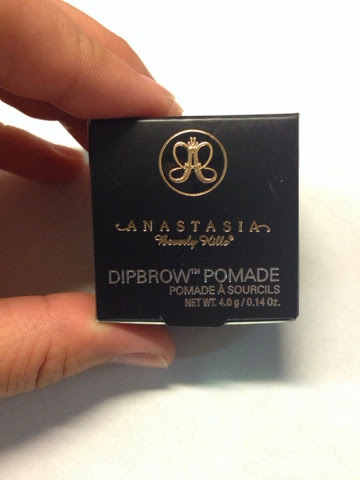 ANASTASIA
Beverly Hills®
DIPBROW™ POMADE
POMADE À SOURCILS
NET WT. 4.0 g / 0.14 Oz.